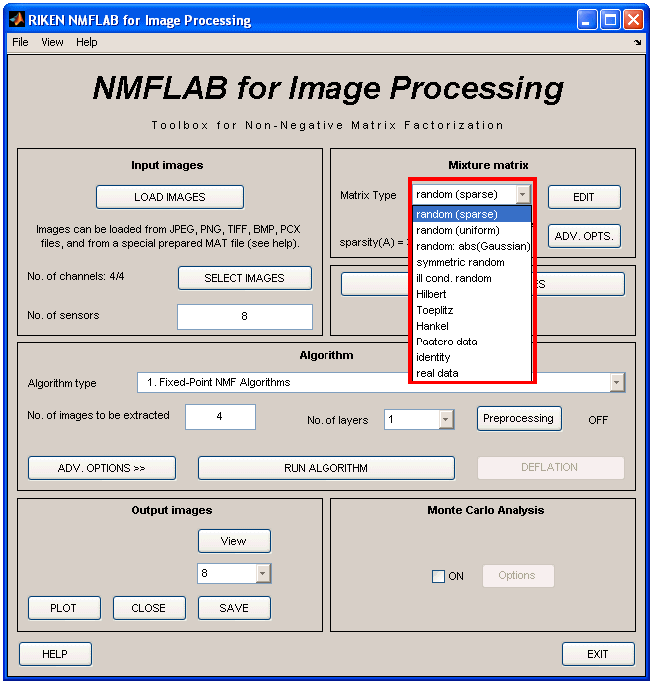 RIKEN NMFLAB for Image Processing
File View Help
NMFLAB for Image Processing
Toolbox for Non-Negative Matrix Factorization
Input images
LOAD IMAGES
Images can be loaded from JPEG, PNG, TIFF, BMP, PCX
files, and from a special prepared MAT file (see help).
No. of channels: 4/4
SELECT IMAGES
No. of sensors
8
Mixture matrix
Matrix Type
random (sparse)
EDIT
random (sparse)
random (uniform)
random: abs(Gaussian)
symmetric random
ill cond. random
Hilbert
Toeplitz
Hankel
Paatero data
identity
real data
sparsity(A) =
ADV. OPTS.
Algorithm
Algorithm type
1. Fixed-Point NMF Algorithms
No. of images to be extracted
4
No. of layers
1
Preprocessing
OFF
ADV. OPTIONS >>
RUN ALGORITHM
DEFLATION
Output images
View
8
PLOT
CLOSE
SAVE
Monte Carlo Analysis
ON
Options
HELP
EXIT